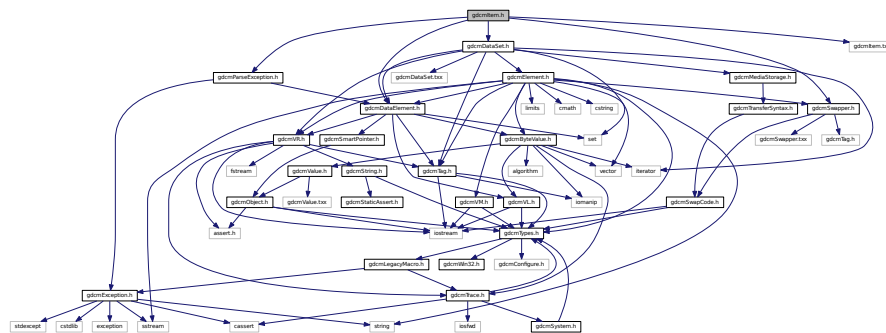 gdcmItem.h
gdcmDataSet.h
gdcmItem.txx
gdcmParseException.h
gdcmDataSet.txx
gdcmElement.h
gdcmMediaStorage.h
gdcmDataElement.h
limits
cmath
cstring
gdcmTransferSyntax.h
gdcmSwapper.h
gdcmVR.h
gdcmSmartPointer.h
gdcmByteValue.h
set
gdcmSwapper.txx
gdcmTag.h
fstream
gdcmValue.h
gdcmString.h
gdcmTag.h
algorithm
vector
iterator
gdcmObject.h
gdcmValue.txx
gdcmStaticAssert.h
gdcmVM.h
gdcmVL.h
iomanip
gdcmSwapCode.h
assert.h
iostream
gdcmTypes.h
gdcmLegacyMacro.h
gdcmWin32.h
gdcmConfigure.h
gdcmException.h
gdcmTrace.h
stdexcept
cstdlib
exception
sstream
cassert
string
iosfwd
gdcmSystem.h